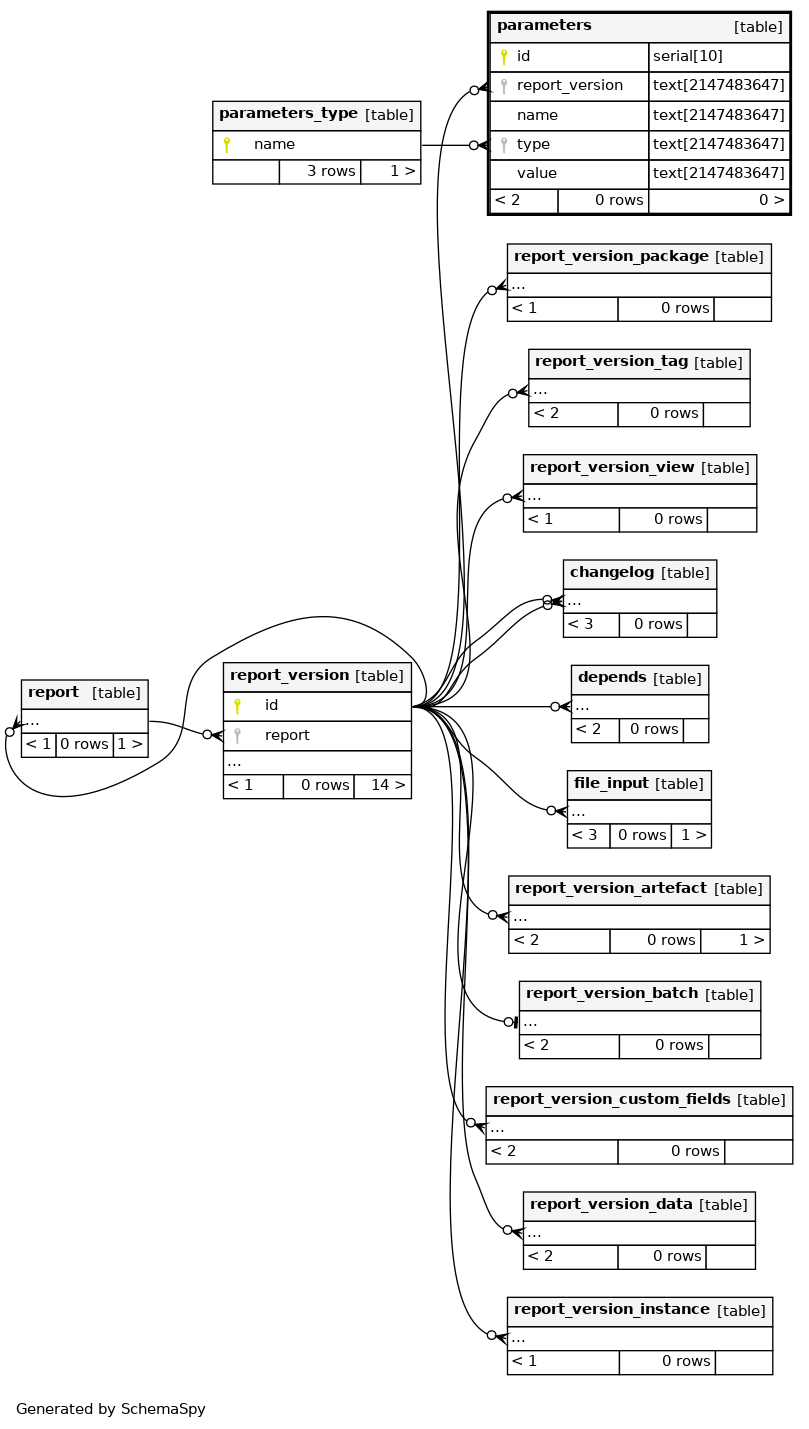 parameters [table]
id serial[10]
report_version text[2147483647]
name text[2147483647]
type text[2147483647]
value text[2147483647]
< 2 0 rows 0 >
parameters_type [table]
name
3 rows 1 >
report_version_package [table]
...
< 1 0 rows
report_version_tag [table]
...
< 2 0 rows
report_version_view [table]
...
< 1 0 rows
changelog [table]
...
< 3 0 rows
report [table]
...
< 1 0 rows 1 >
report_version [table]
id
report
...
< 1 0 rows 14 >
depends [table]
...
< 2 0 rows
file_input [table]
...
< 3 0 rows 1 >
report_version_artefact [table]
...
< 2 0 rows 1 >
report_version_batch [table]
...
< 2 0 rows
report_version_custom_fields [table]
...
< 2 0 rows
report_version_data [table]
...
< 2 0 rows
report_version_instance [table]
...
< 1 0 rows
Generated by SchemaSpy